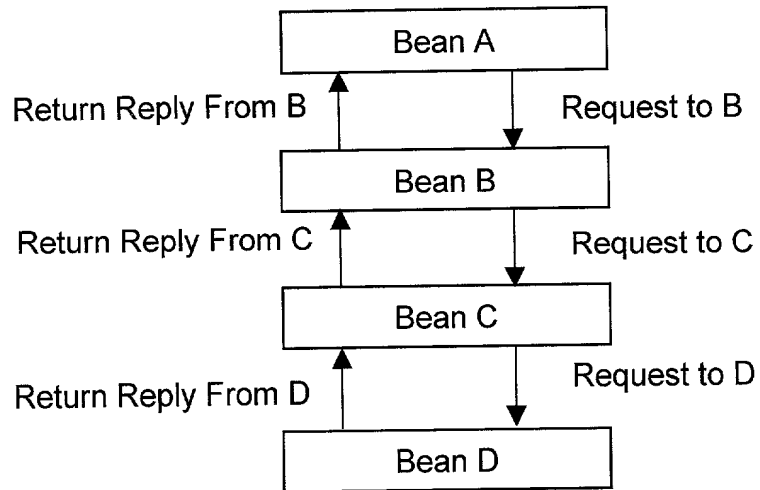 Bean A
Return Reply From B
Request to B
Bean B
Return Reply From C
Request to C
Bean C
Return Reply From D
Request to D
Bean D